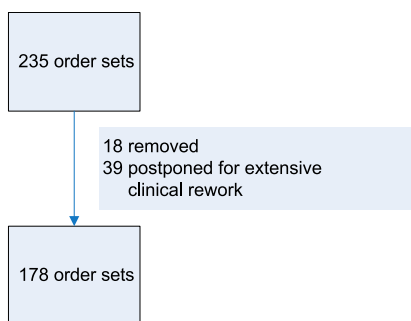 235 order sets
18 removed
39 postponed for extensive
clinical rework
178 order sets